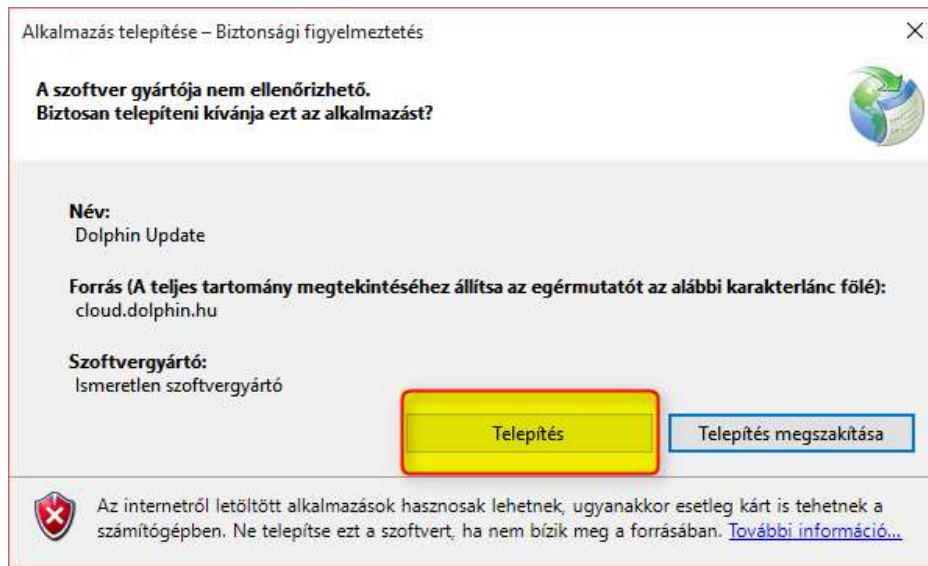 Alkalmazás telepítése – Biztonsági figyelmeztetés
A szoftver gyártója nem ellenőrizhető.
Biztosan telepíteni kívánja ezt az alkalmazást?
Név:
Dolphin Update
Forrás (A teljes tartomány megtekintéséhez állítsa az egérmutatót az alábbi karakterlánc fölé):
cloud.dolphin.hu
Szoftvergyártó:
Ismeretlen szoftvergyártó
Telepítés
Telepítés megszakítása
Az internetről letöltött alkalmazások hasznosak lehetnek, ugyanakkor esetleg kárt is tehetnek a
számítógépben. Ne telepítse ezt a szoftvert, ha nem bízik meg a forrásában. További információ...